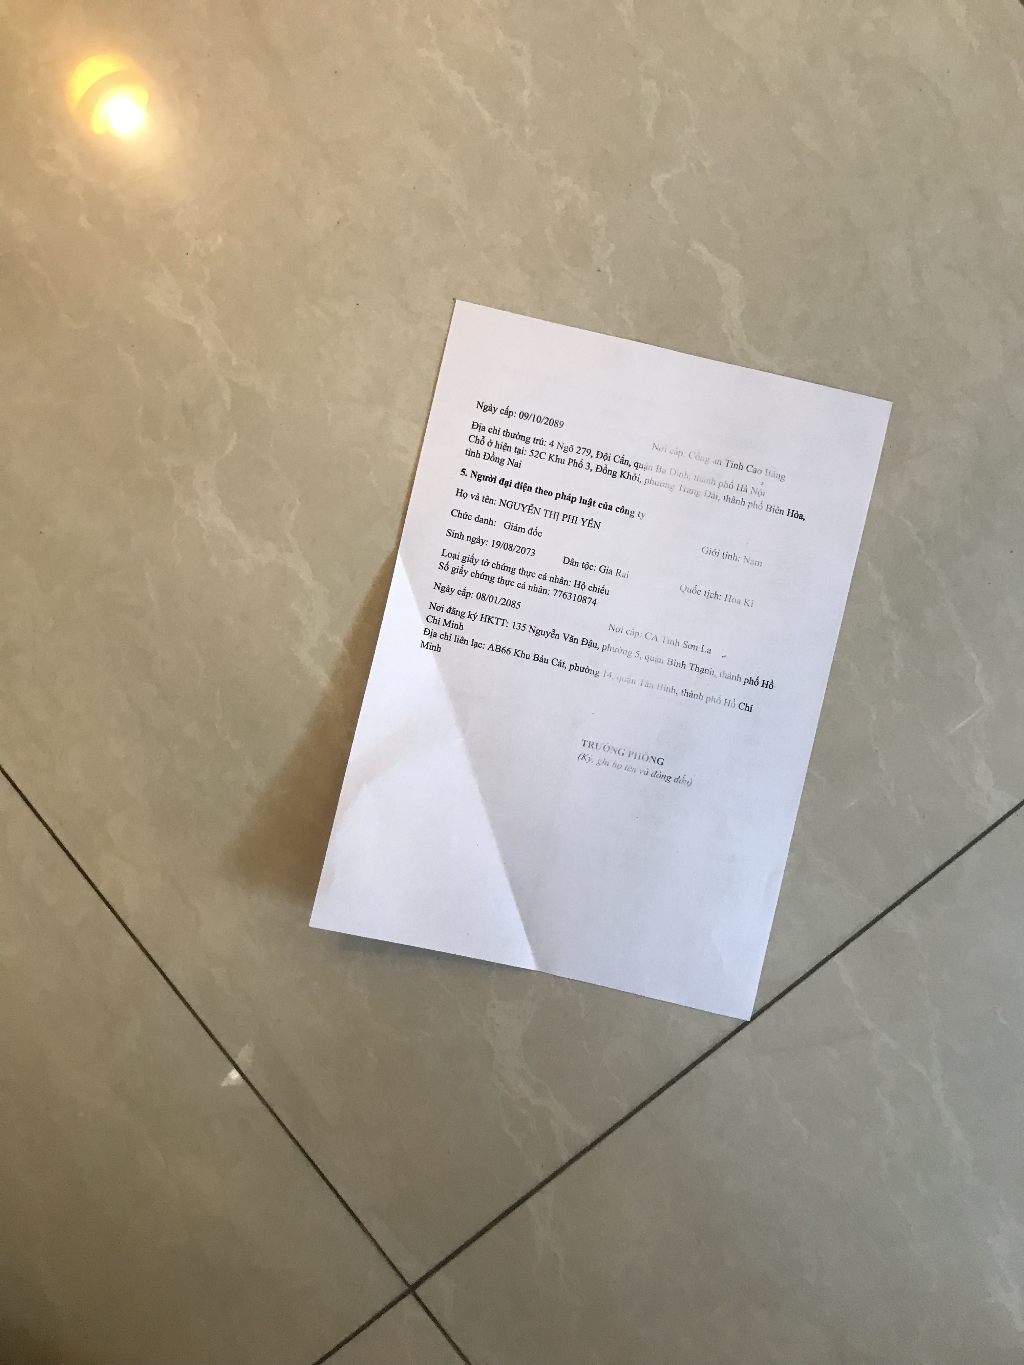 Ngày cấp: 09/10/2089 Nơi cấp: Công an Tỉnh Cao Bằng
Địa chỉ thường trú: 4 Ngõ 279, Đội Cấn, quận Ba Đình, thành phố Hà Nội
Chỗ ở hiện tại: 52C Khu Phố 3, Đồng Khởi, phường Trảng Dài, thành phố Biên Hòa,
tỉnh Đồng Nai
5. Người đại diện theo pháp luật của công ty
Họ và tên: NGUYỄN THỊ PHI YẾN Giới tính: Nam
Chức danh: Giám đốc
Sinh ngày: 19/08/2073 Dân tộc: Gia Rai Quốc tịch: Hoa Kì
Loại giấy tờ chứng thực cá nhân: Hộ chiếu
Số giấy chứng thực cá nhân: 776310874
Ngày cấp: 08/01/2085 Nơi cấp: CA Tỉnh Sơn La
Nơi đăng ký HKTT: 135 Nguyễn Văn Đậu, phường 5, quận Bình Thạnh, thành phố Hồ
Chí Minh
Địa chỉ liên lạc: AB66 Khu Bàu Cát, phường 14, quận Tân Bình, thành phố Hồ Chí
Minh
TRƯỞNG PHÒNG
(Ký, ghi họ tên và đóng dấu)